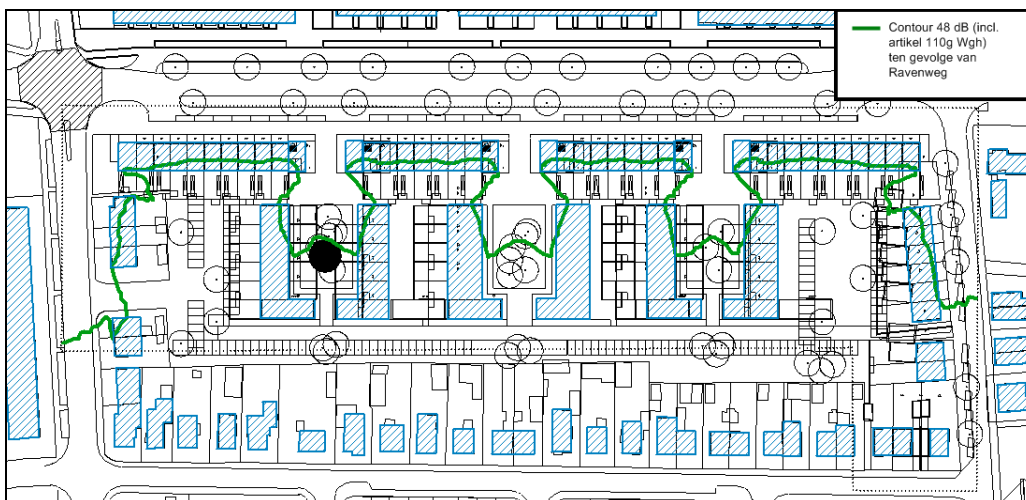 Contour 48 dB (incl.
artikel 110g Wgh)
ten gevolge van
Ravenweg